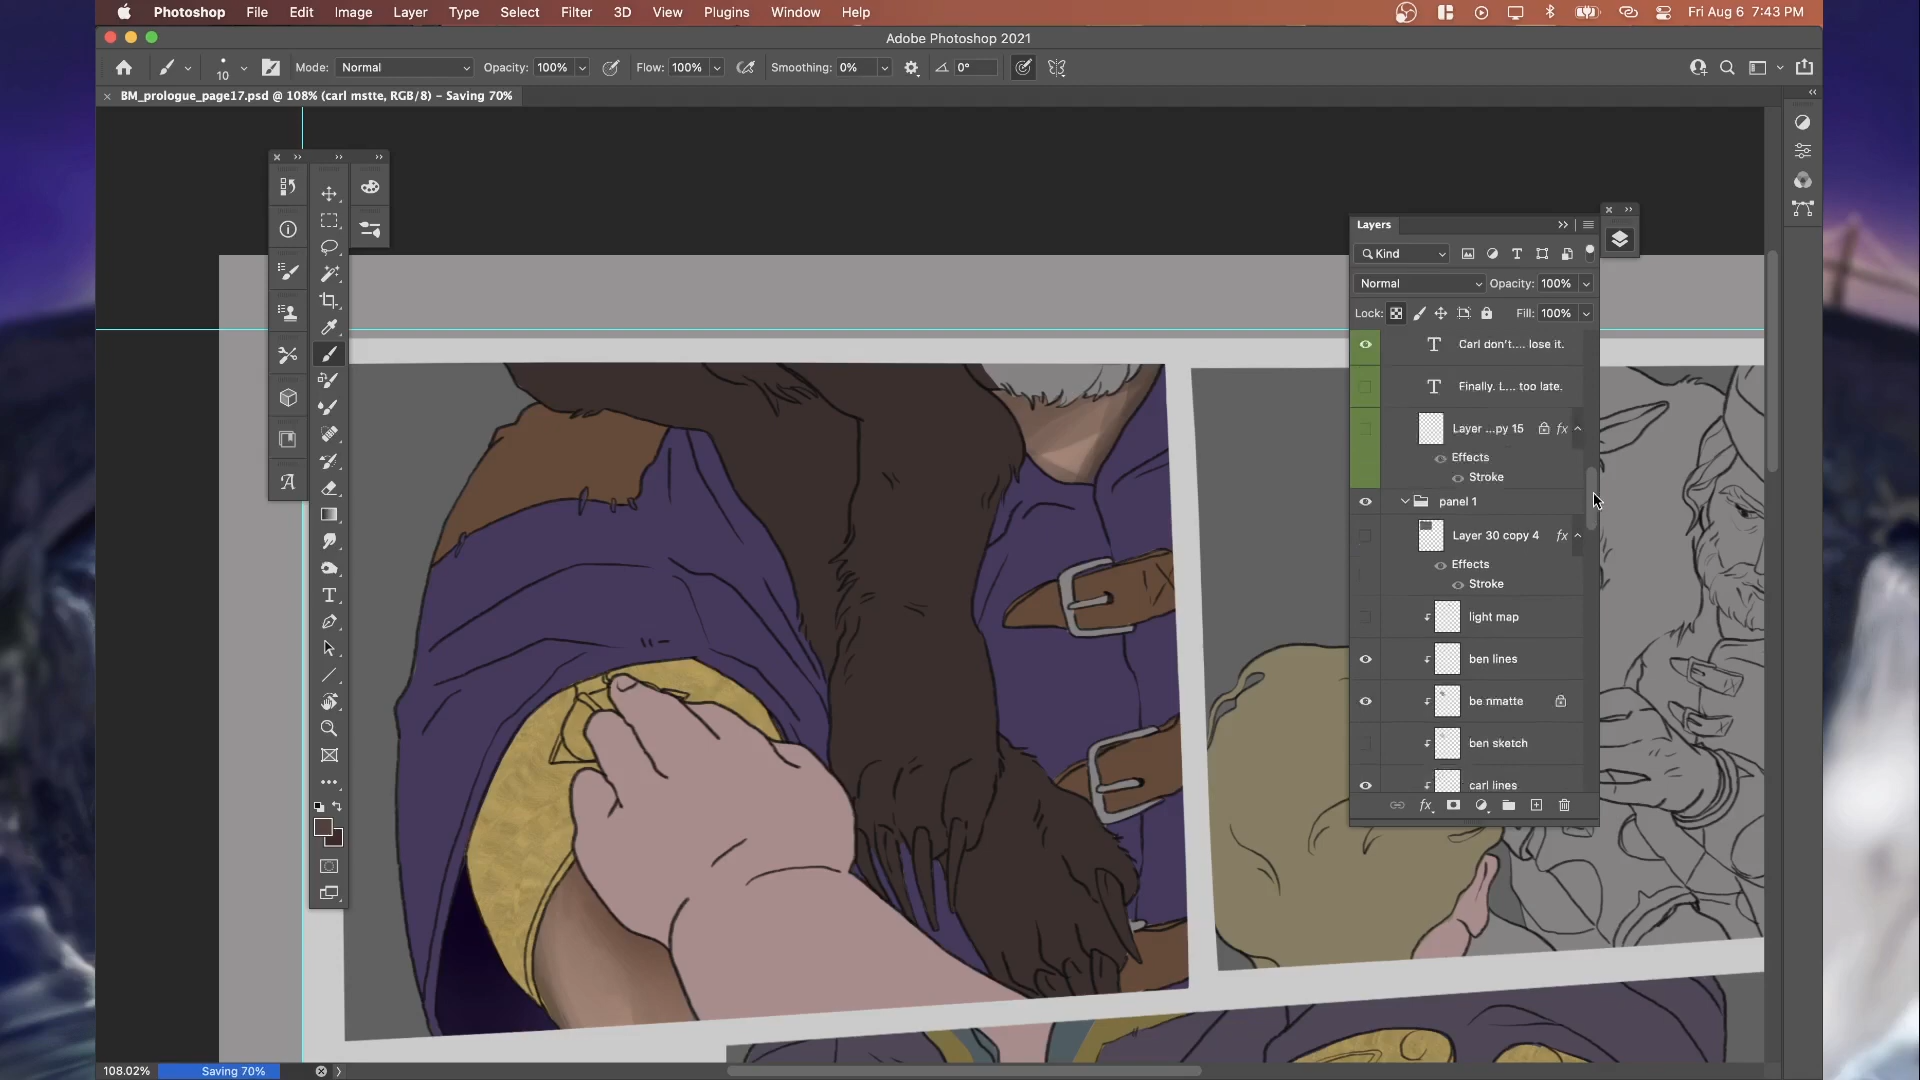 Photoshop File Edit Image Layer Type Select Filter 3D View Plugins Window Help Fri Aug 6 7:43 PM
Adobe Photoshop 2021
10 Mode: Normal Opacity: 100% Flow: 100% Smoothing: 0% 0°
BM_prologue_page17.psd @ 108% (carl mstte, RGB/8) – Saving 70%
Layers
Kind
Normal Opacity: 100%
Lock: Fill: 100%
Carl don't.... lose it.
Finally. L... too late.
Layer ...py 15 fx
Effects
Stroke
panel 1
Layer 30 copy 4 fx
Effects
Stroke
light map
ben lines
be nmatte
ben sketch
carl lines
fx
108.02% Saving 70%